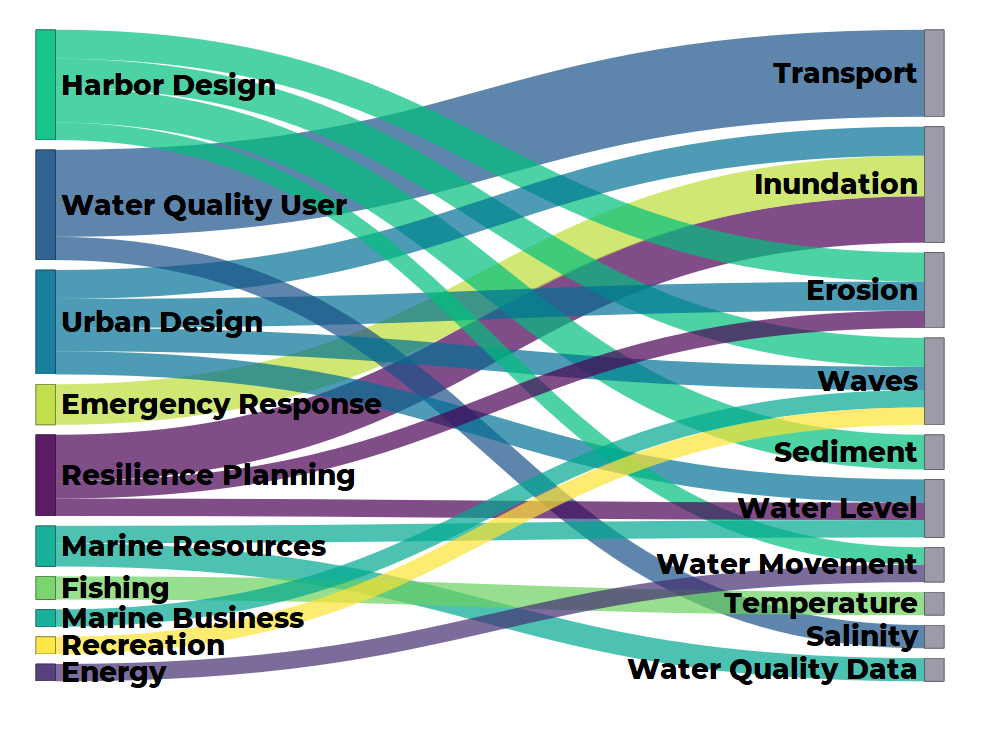 Harbor Design
Water Quality User
Urban Design
Emergency Response
Resilience Planning
Marine Resources
Fishing
Marine Business
Recreation
Energy
Transport
Inundation
Erosion
Waves
Sediment
Water Level
Water Movement
Temperature
Salinity
Water Quality Data